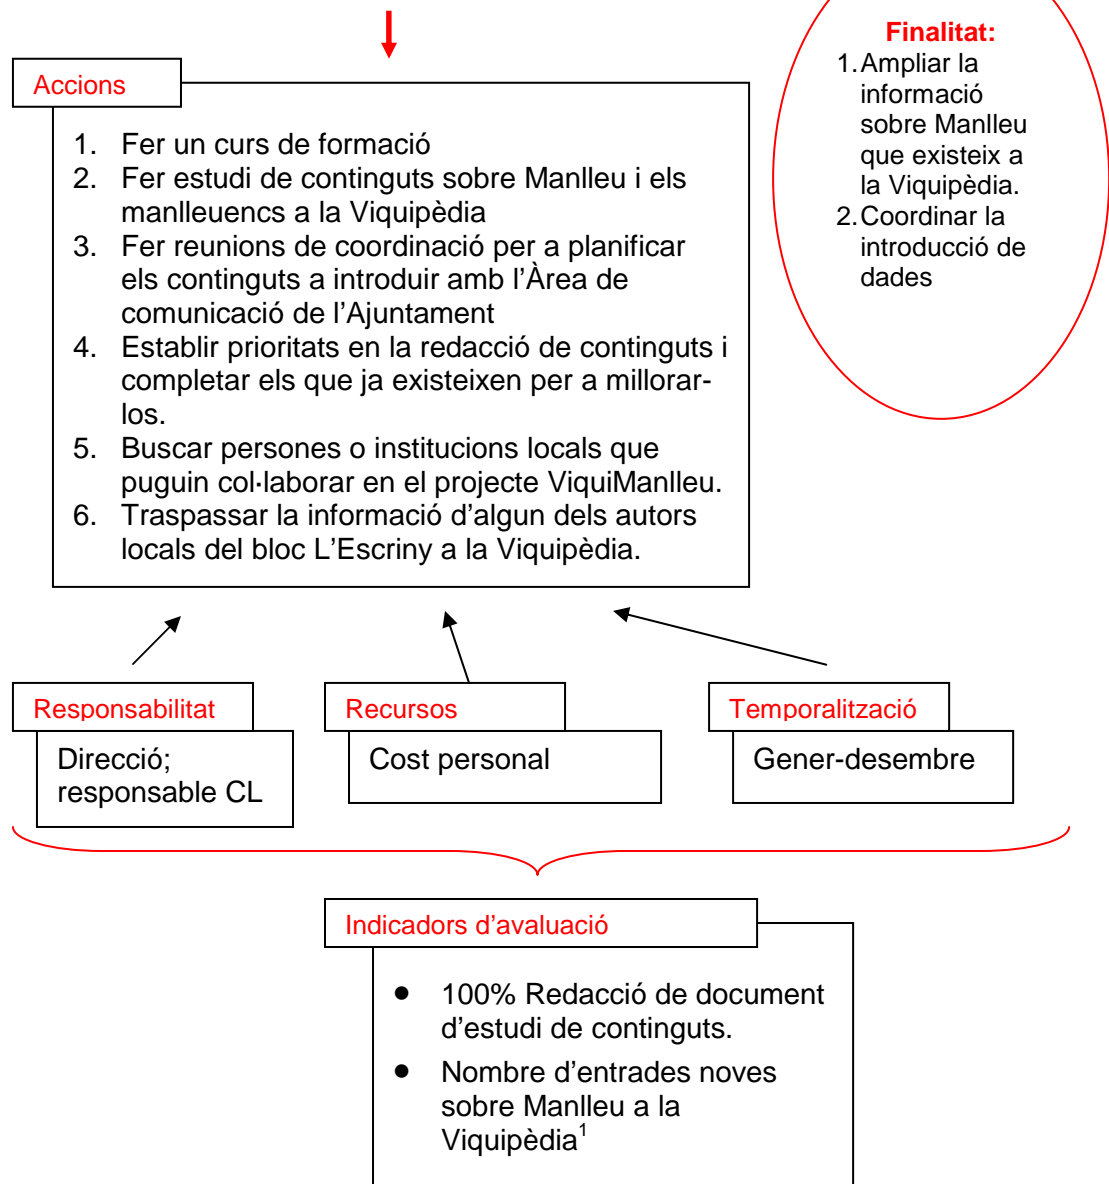 Finalitat:
1. Ampliar la
informació
sobre Manlleu
que existeix a
la Viquipèdia.
2. Coordinar la
introducció de
dades
Accions
1. Fer un curs de formació
2. Fer estudi de continguts sobre Manlleu i els
manlleuencs a la Viquipèdia
3. Fer reunions de coordinació per a planificar
els continguts a introduir amb l’Àrea de
comunicació de l’Ajuntament
4. Establir prioritats en la redacció de continguts i
completar els que ja existeixen per a millorar-
los.
5. Buscar persones o institucions locals que
puguin col·laborar en el projecte ViquiManlleu.
6. Traspassar la informació d’algun dels autors
locals del bloc L’Escriny a la Viquipèdia.
Responsabilitat
Direcció;
responsable CL
Recursos
Cost personal
Temporalització
Gener-desembre
Indicadors d’avaluació
● 100% Redacció de document
d’estudi de continguts.
● Nombre d’entrades noves
sobre Manlleu a la
Viquipèdia¹